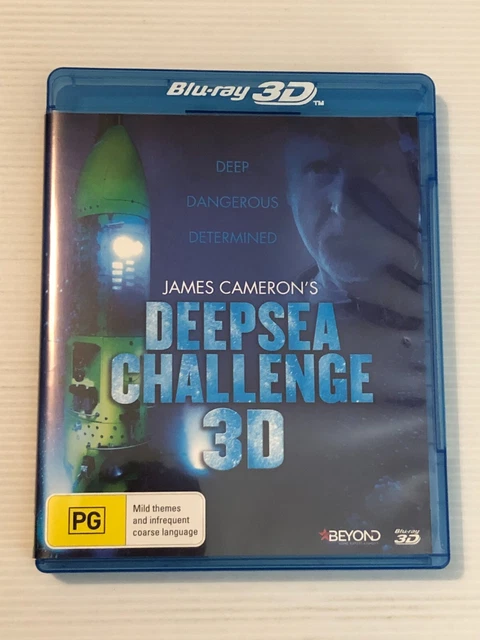 Blu-ray 3D™
DEEP
DANGEROUS
DETERMINED
JAMES CAMERON'S
DEEPSEA
CHALLENGE
3D
PG
Mild themes
and infrequent
coarse language
BEYOND
Blu-ray
3D